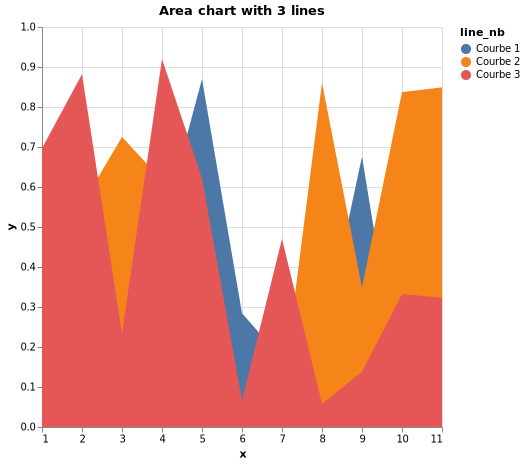 Area chart with 3 lines
line_nb
Courbe 1
Courbe 2
Courbe 3
1.0
0.9
0.8
0.7
0.6
0.5
0.4
0.3
0.2
0.1
0.0
y
1 2 3 4 5 6 7 8 9 10 11
x